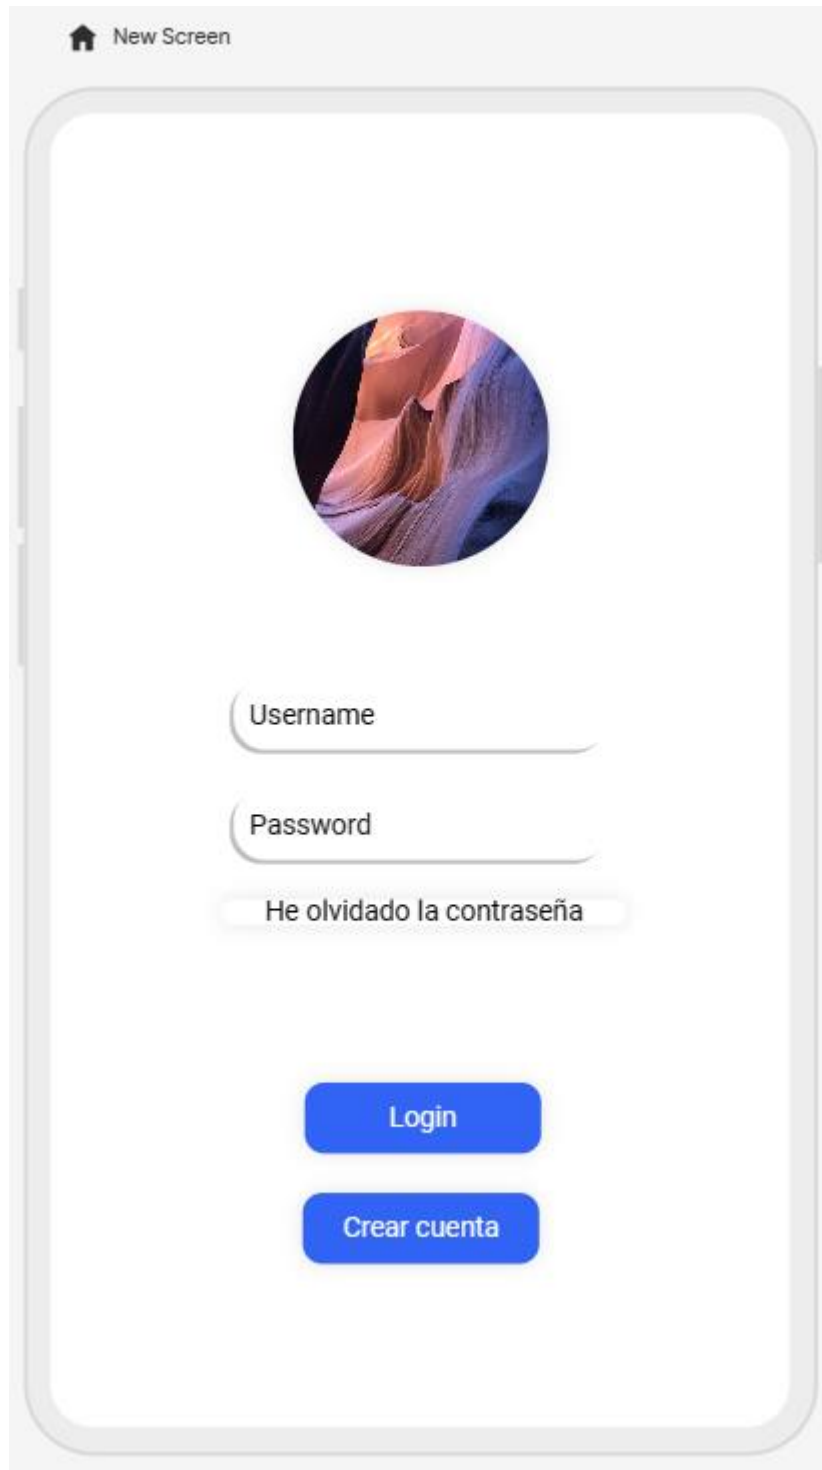 New Screen
Username
Password
He olvidado la contraseña
Login
Crear cuenta